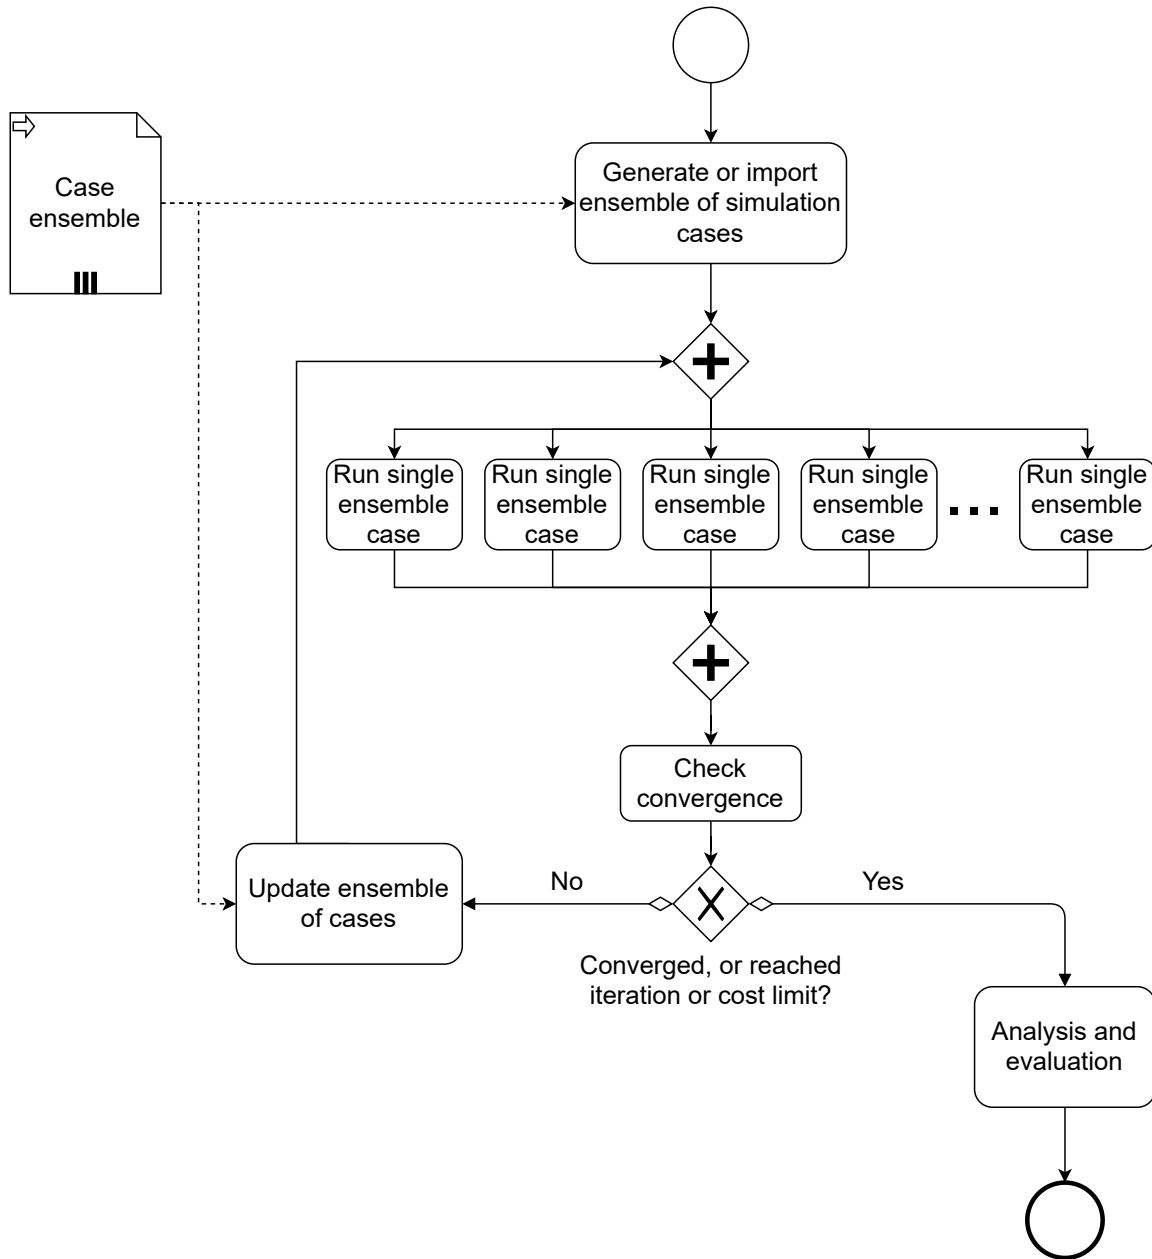 Generate or import
ensemble of simulation
cases
Case
ensemble
Run single
ensemble
case
Run single
ensemble
case
Run single
ensemble
case
Run single
ensemble
case
...
Run single
ensemble
case
Check
convergence
No
Yes
Update ensemble
of cases
Converged, or reached
iteration or cost limit?
Analysis and
evaluation